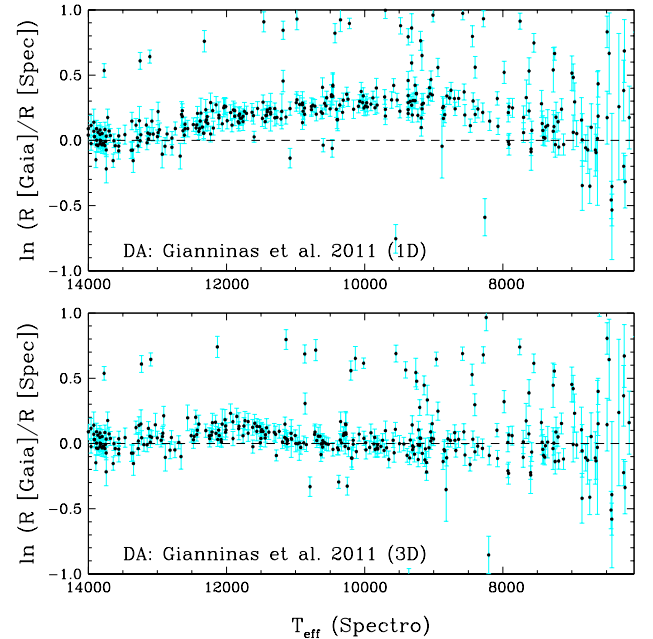 ln (R [Gaia]/R [Spec])
1.0
0.5
0.0
−0.5
−1.0
DA: Gianninas et al. 2011 (1D)
14000 12000 10000 8000
ln (R [Gaia]/R [Spec])
1.0
0.5
0.0
−0.5
−1.0
DA: Gianninas et al. 2011 (3D)
14000 12000 10000 8000
T_eff (Spectro)